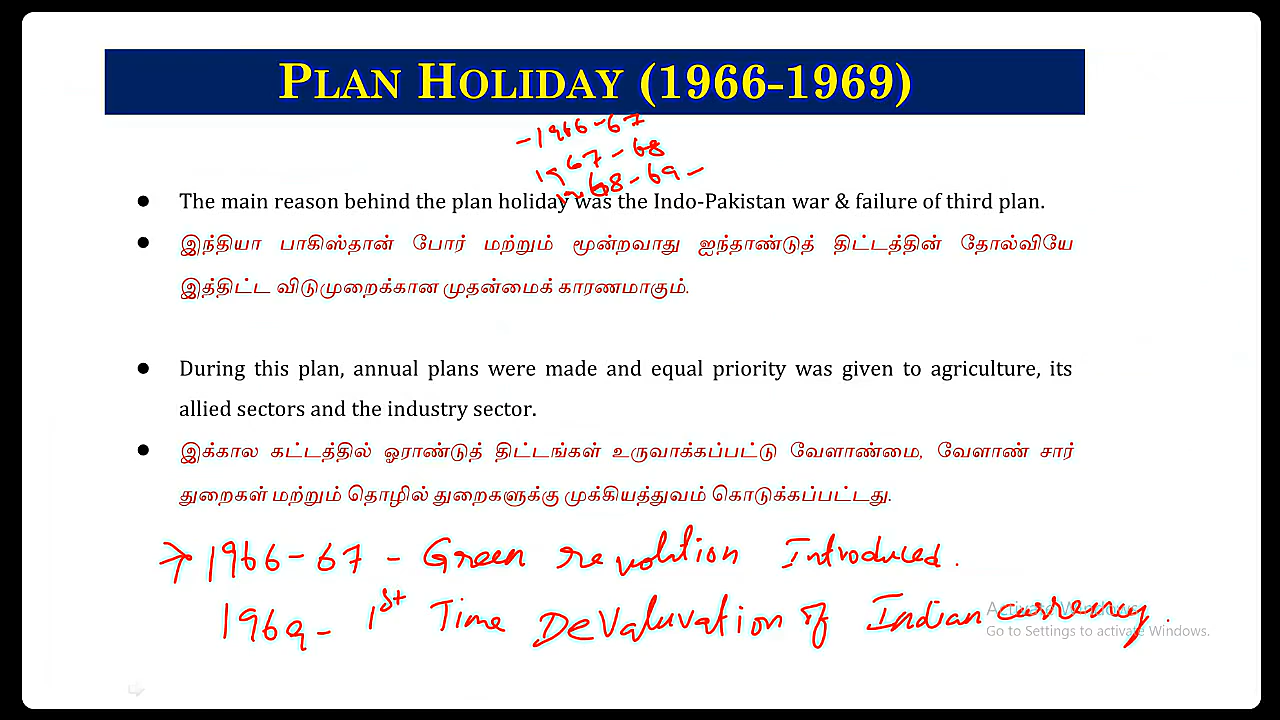 PLAN HOLIDAY (1966-1969)
- 1966-67
1967-68
1968-69-
● The main reason behind the plan holiday was the Indo-Pakistan war & failure of third plan.
● இந்தியா பாகிஸ்தான் போர் மற்றும் மூன்றவாது ஐந்தாண்டுத் திட்டத்தின் தோல்வியே
இத்திட்ட விடுமுறைக்கான முதன்மைக் காரணமாகும்.
● During this plan, annual plans were made and equal priority was given to agriculture, its
allied sectors and the industry sector.
● இக்கால கட்டத்தில் ஓராண்டுத் திட்டங்கள் உருவாக்கப்பட்டு வேளாண்மை, வேளாண் சார்
துறைகள் மற்றும் தொழில் துறைகளுக்கு முக்கியத்துவம் கொடுக்கப்பட்டது.
→ 1966-67 - Green revolution Introduced.
1969 - 1st Time DeValuvation of Indian currency.
Activate Windows
Go to Settings to activate Windows.